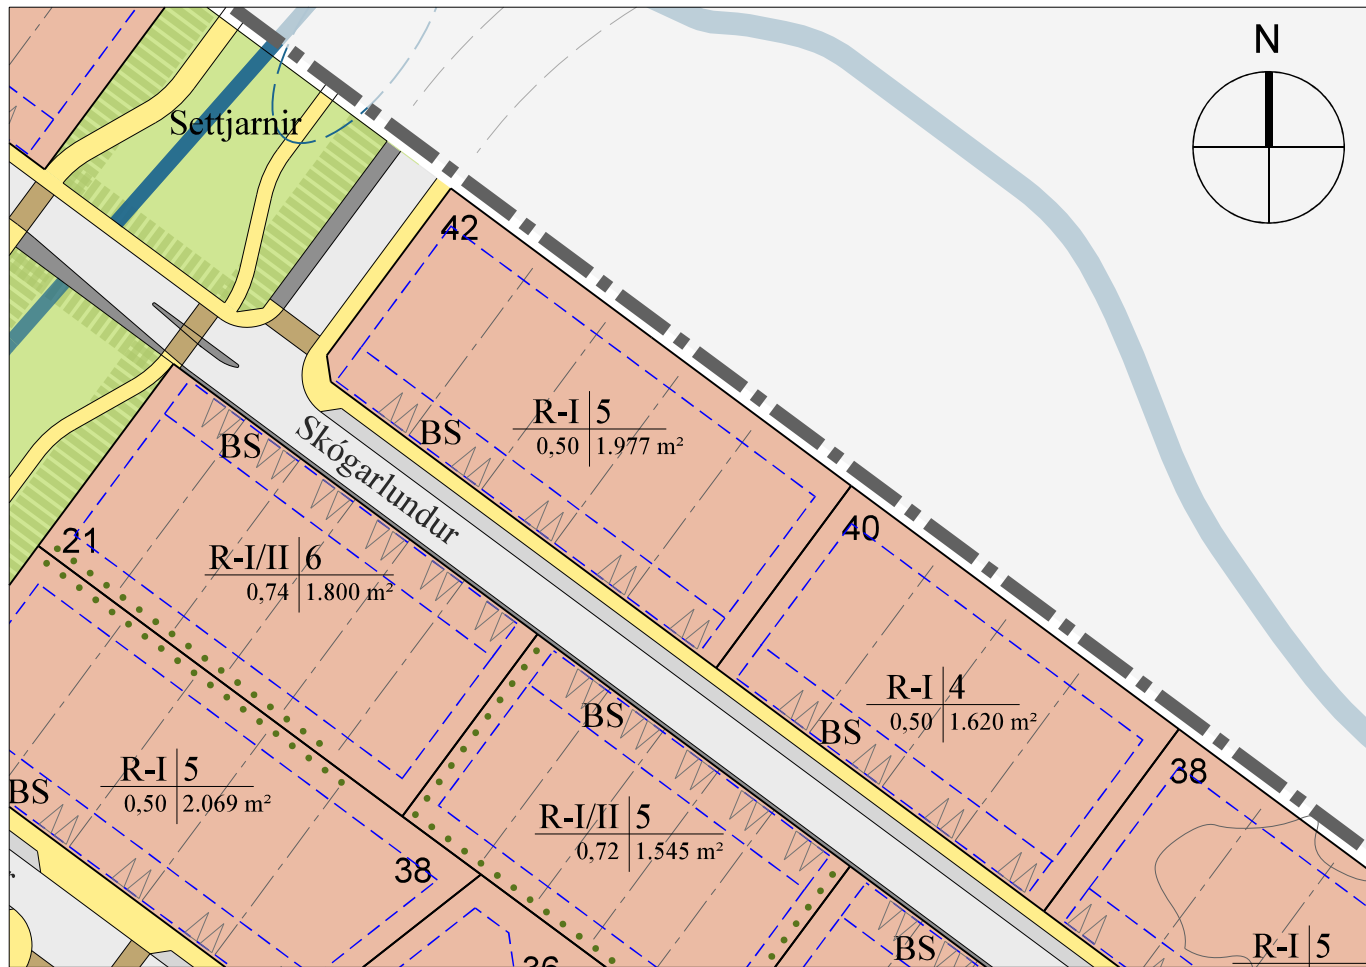 N
Settjarnir
42
R-I 5
0,50 1.977 m²
BS
BS
Skógarlundur
21
R-I/II 6
0,74 1.800 m²
40
R-I 4
0,50 1.620 m²
BS
BS
R-I 5
0,50 2.069 m²
BS
38
R-I/II 5
0,72 1.545 m²
38
BS
R-I 5